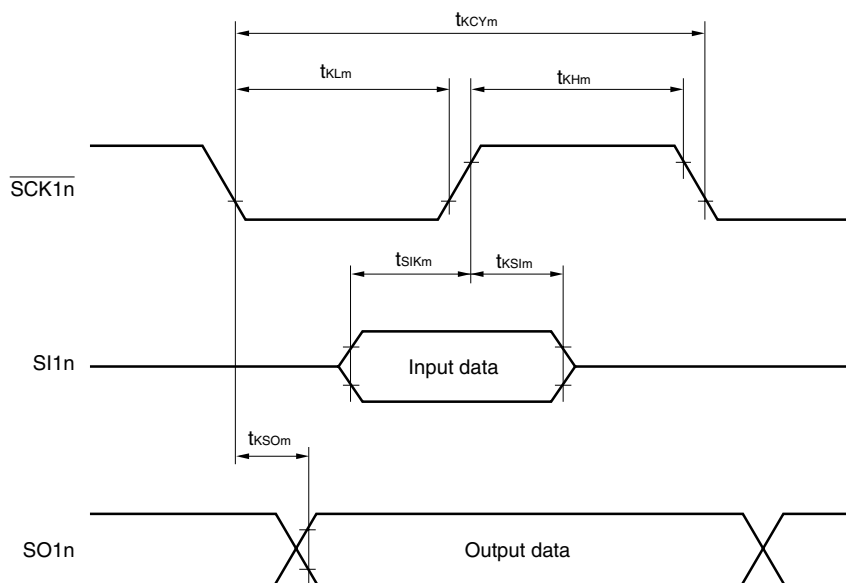 tKCYm
tKLm
tKHm
SCK1n
tSIKm
tKSIm
SI1n
Input data
tKSOm
SO1n
Output data